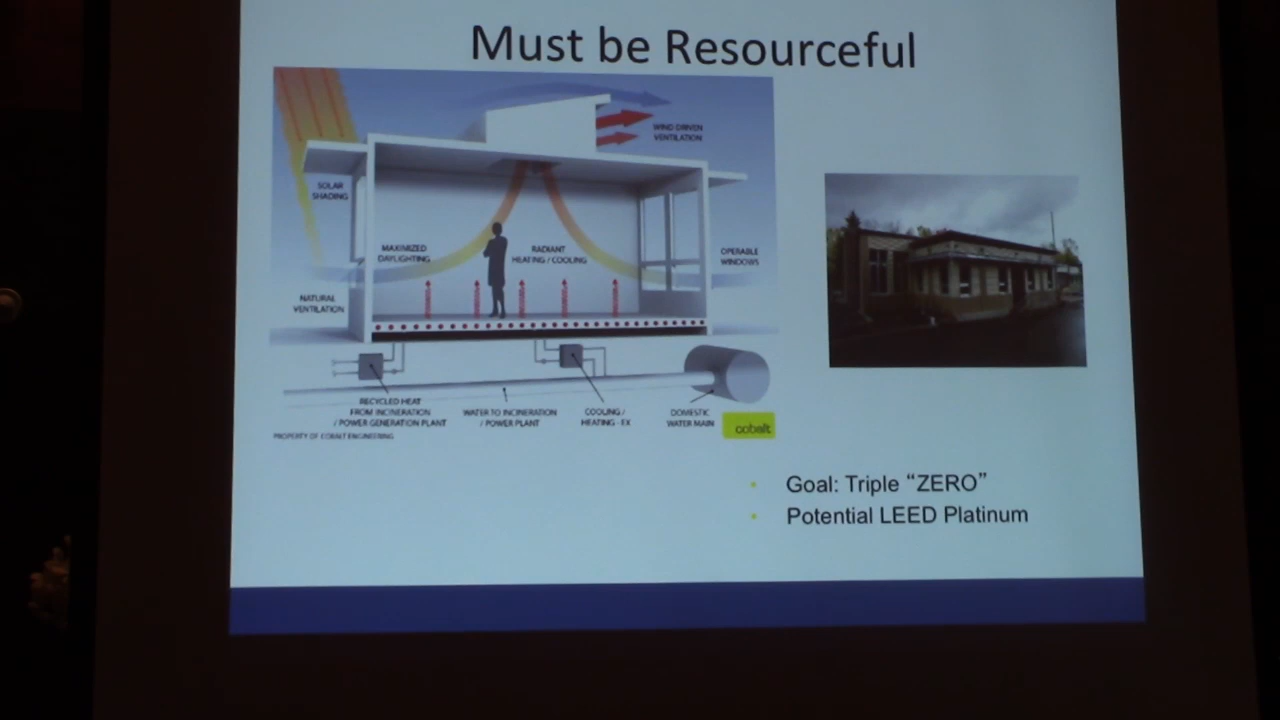 Must be Resourceful
WIND DRIVEN
VENTILATION
SOLAR
SHADING
MAXIMIZED
DAYLIGHTING
RADIANT
HEATING / COOLING
OPERABLE
WINDOWS
NATURAL
VENTILATION
RECYCLED HEAT
FROM INCINERATION
/ POWER GENERATION PLANT
WATER TO INCINERATION
/ POWER PLANT
COOLING /
HEATING - EX
DOMESTIC
WATER MAIN
cobalt
PROPERTY OF COBALT ENGINEERING
• Goal: Triple “ZERO”
• Potential LEED Platinum